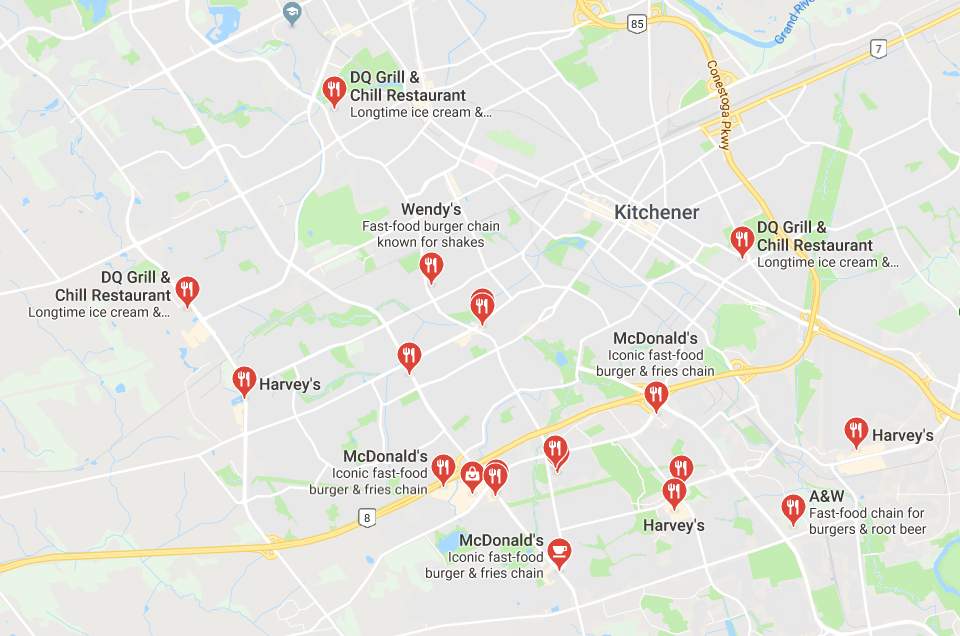 85
Grand River
7
Conestoga Pkwy
DQ Grill &
Chill Restaurant
Longtime ice cream &...
Wendy's
Fast-food burger chain
known for shakes
Kitchener
DQ Grill &
Chill Restaurant
Longtime ice cream &...
DQ Grill &
Chill Restaurant
Longtime ice cream &...
McDonald's
Iconic fast-food
burger & fries chain
Harvey's
Harvey's
McDonald's
Iconic fast-food
burger & fries chain
8
Harvey's
A&W
Fast-food chain for
burgers & root beer
McDonald's
Iconic fast-food
burger & fries chain